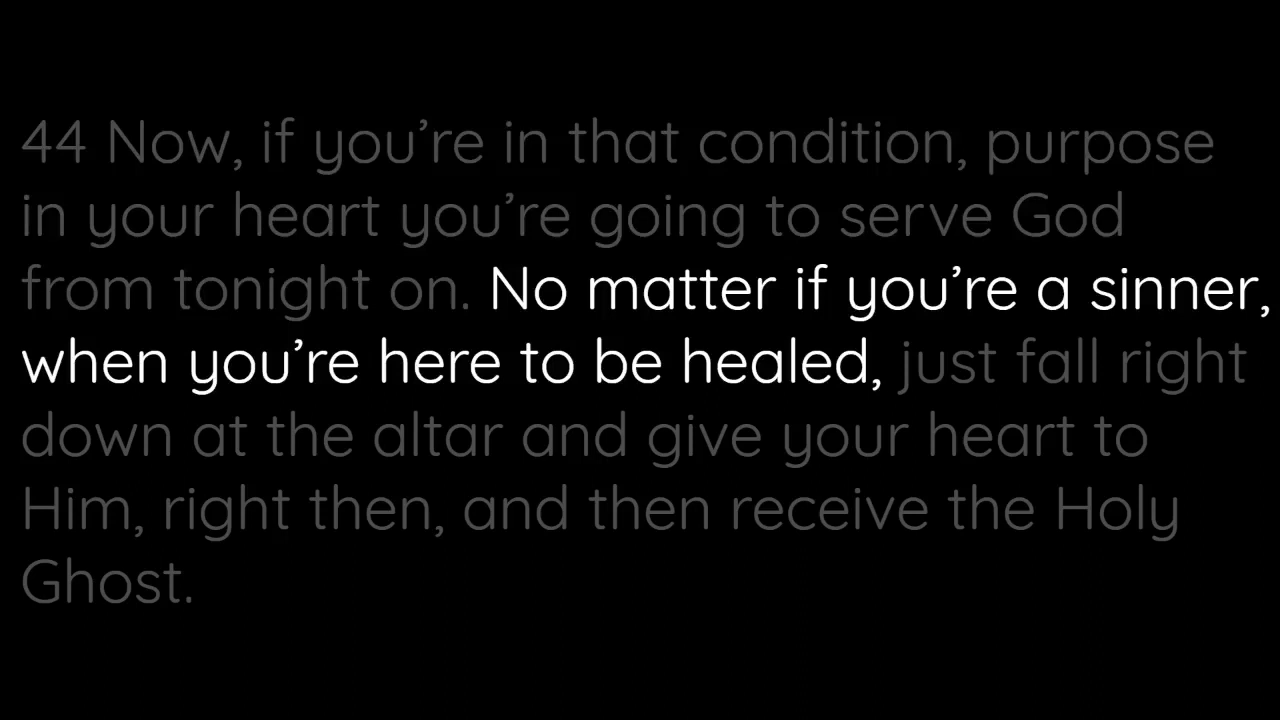 44 Now, if you’re in that condition, purpose
in your heart you’re going to serve God
from tonight on. No matter if you’re a sinner,
when you’re here to be healed, just fall right
down at the altar and give your heart to
Him, right then, and then receive the Holy
Ghost.